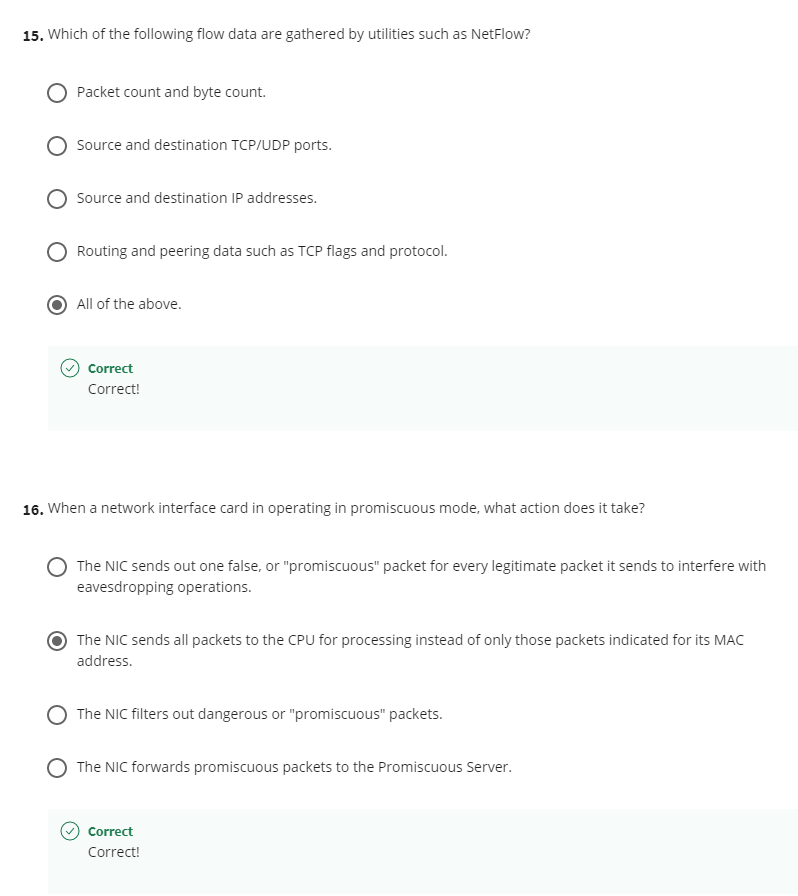 15. Which of the following flow data are gathered by utilities such as NetFlow?
Packet count and byte count.
Source and destination TCP/UDP ports.
Source and destination IP addresses.
Routing and peering data such as TCP flags and protocol.
All of the above.
Correct
Correct!
16. When a network interface card in operating in promiscuous mode, what action does it take?
The NIC sends out one false, or "promiscuous" packet for every legitimate packet it sends to interfere with
eavesdropping operations.
The NIC sends all packets to the CPU for processing instead of only those packets indicated for its MAC
address.
The NIC filters out dangerous or "promiscuous" packets.
The NIC forwards promiscuous packets to the Promiscuous Server.
Correct
Correct!